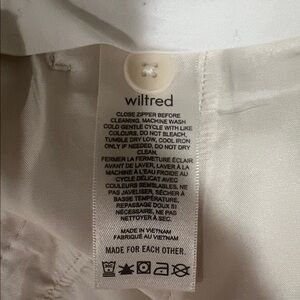 wiltred
CLOSE ZIPPER BEFORE
CLEANING. MACHINE WASH
COLD GENTLE CYCLE WITH LIKE
COLOURS, DO NOT BLEACH,
TUMBLE DRY LOW, COOL IRON
ONLY IF NEEDED, DO NOT DRY
CLEAN.
FERMER LA FERMETURE ÉCLAIR
AVANT DE LAVER, LAVER À LA
MACHINE À L'EAU FROIDE AU
CYCLE DÉLICAT AVEC
COULEURS SEMBLABLES, NE
PAS JAVELISER, SÉCHER À
BASSE TEMPÉRATURE,
REPASSAGE DOUX SI
NÉCESSAIRE, NE PAS
NETTOYER À SEC.
MADE IN VIETNAM
FABRIQUÉ AU VIETNAM
MADE FOR EACH OTHER.